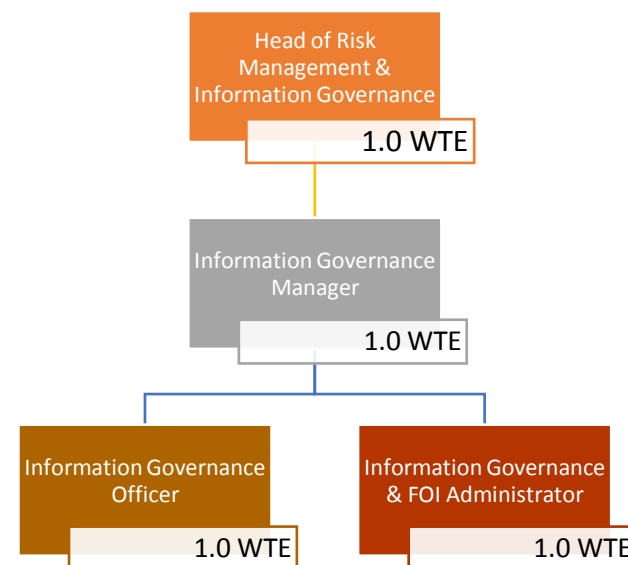 Head of Risk
Management &
Information Governance
1.0 WTE
Information Governance
Manager
1.0 WTE
Information Governance
Officer
1.0 WTE
Information Governance
& FOI Administrator
1.0 WTE